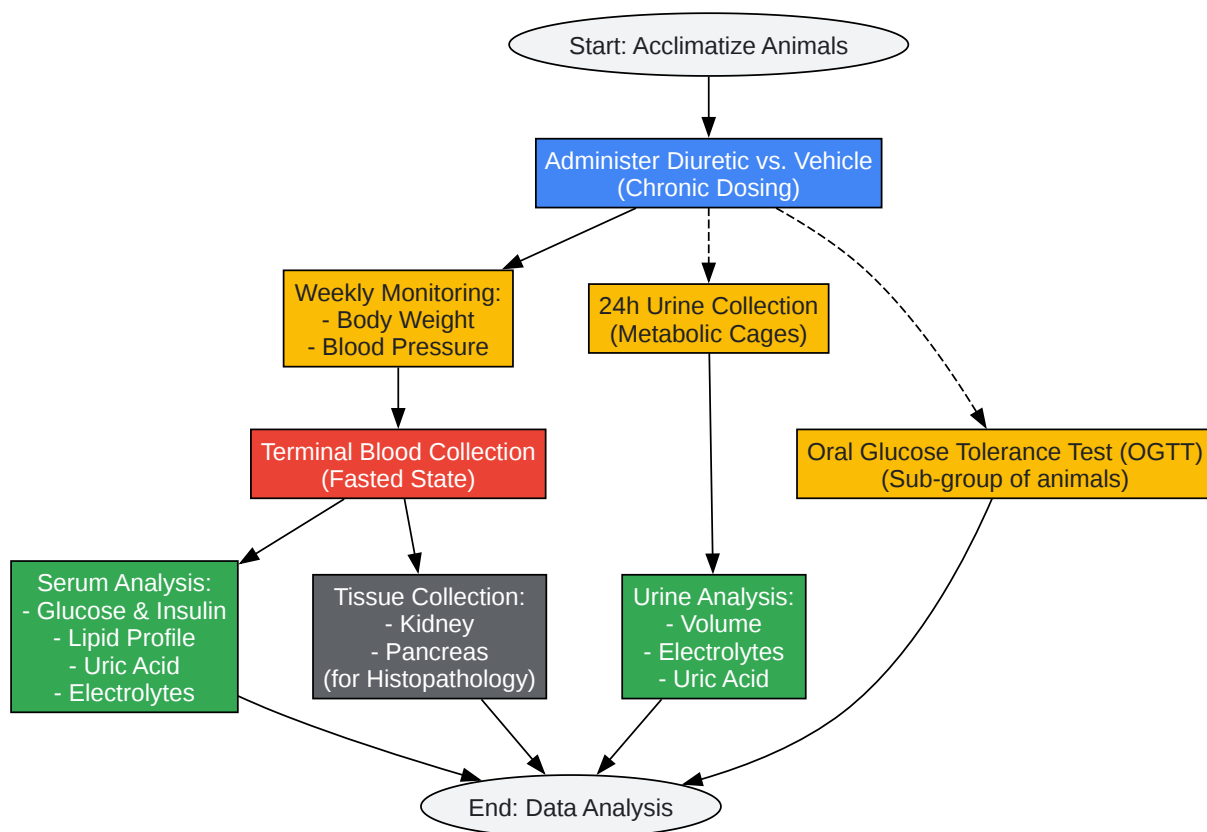 Start: Acclimatize Animals
Administer Diuretic vs. Vehicle
(Chronic Dosing)
Weekly Monitoring:
- Body Weight
- Blood Pressure
24h Urine Collection
(Metabolic Cages)
Terminal Blood Collection
(Fasted State)
Oral Glucose Tolerance Test (OGTT)
(Sub-group of animals)
Serum Analysis:
- Glucose & Insulin
- Lipid Profile
- Uric Acid
- Electrolytes
Tissue Collection:
- Kidney
- Pancreas
(for Histopathology)
Urine Analysis:
- Volume
- Electrolytes
- Uric Acid
End: Data Analysis